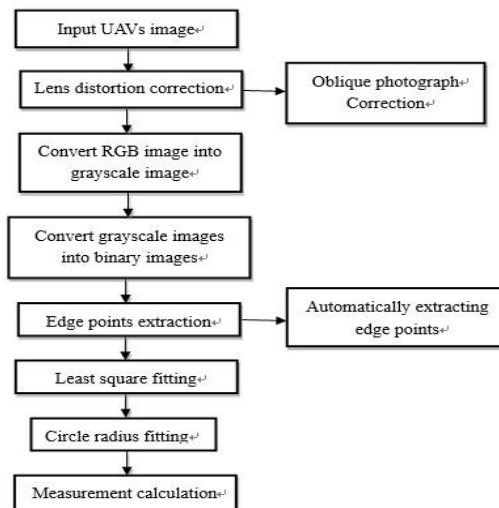 Input UAVs image
Lens distortion correction
Oblique photograph
Correction
Convert RGB image into
grayscale image
Convert grayscale images
into binary images
Edge points extraction
Automatically extracting
edge points
Least square fitting
Circle radius fitting
Measurement calculation